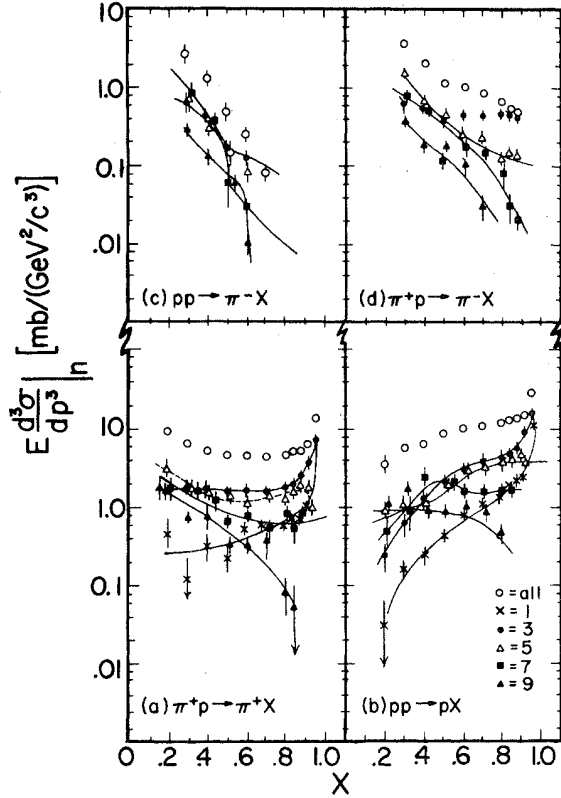 10
1.0
0.1
.01
(c) pp → π⁻X
(d) π⁺p → π⁻X
E d³σ/dp³|n [mb/(GeV²/c³)]
10
1.0
0.1
.01
(a) π⁺p → π⁺X
(b) pp → pX
○ = all
× = 1
● = 3
△ = 5
■ = 7
▲ = 9
0 .2 .4 .6 .8 1.0 .2 .4 .6 .8 1.0
X